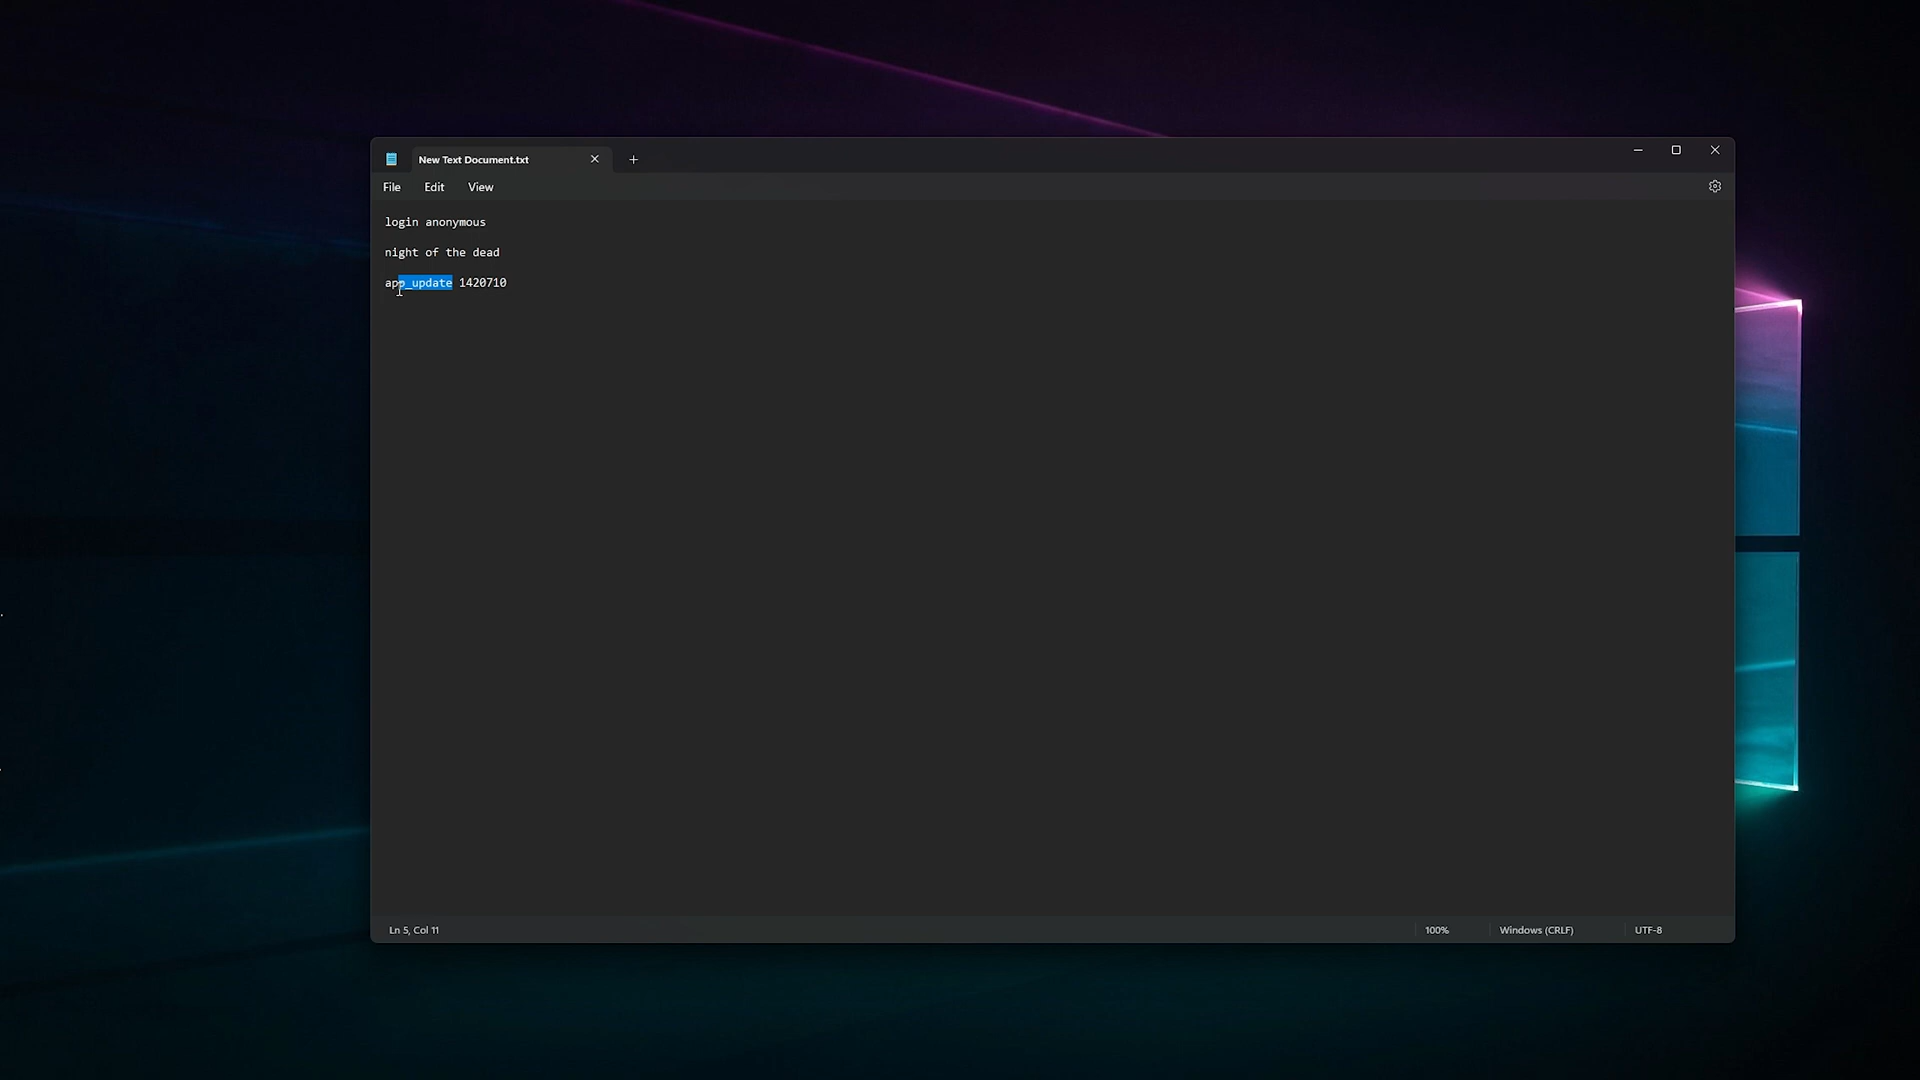 New Text Document.txt
File Edit View
login anonymous
night of the dead
app_update 1420710
Ln 5, Col 11 100% Windows (CRLF) UTF-8